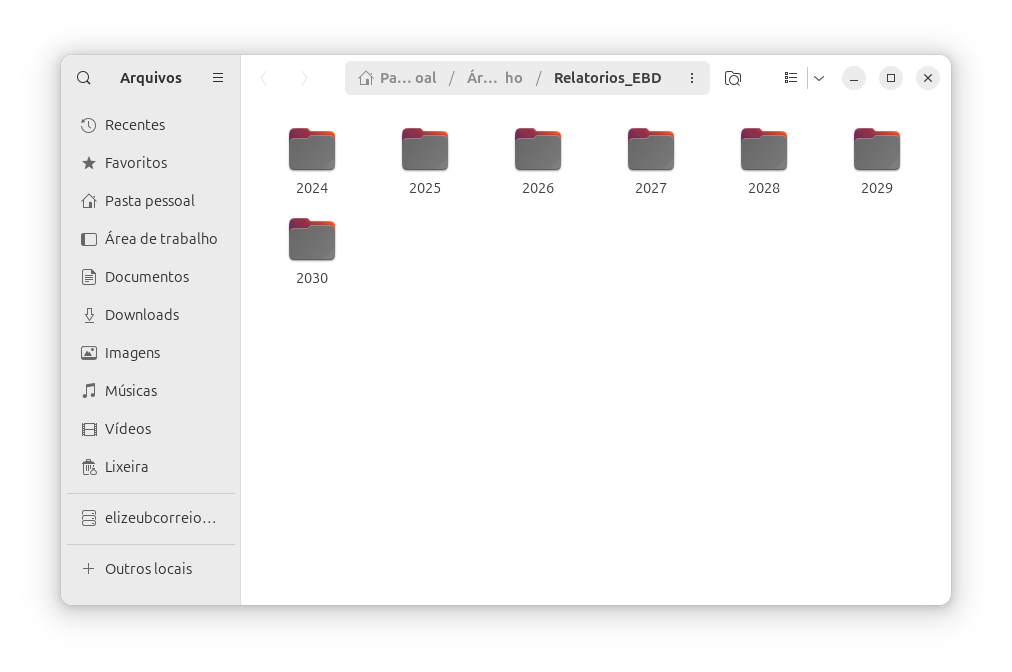 Arquivos
Pa… oal / Ár… ho / Relatorios_EBD
Recentes
Favoritos
Pasta pessoal
Área de trabalho
Documentos
Downloads
Imagens
Músicas
Vídeos
Lixeira
elizeubcorreio…
Outros locais
2024 2025 2026 2027 2028 2029
2030